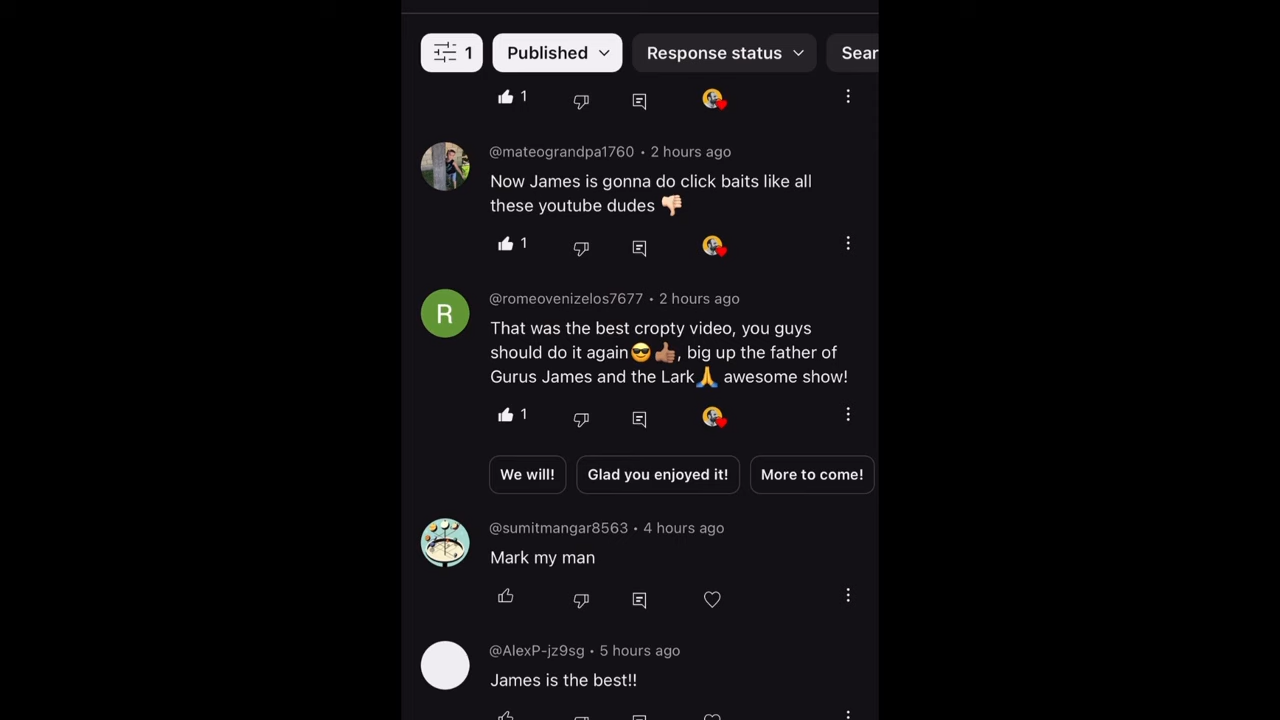 1 Published Response status Sear
1
@mateograndpa1760 • 2 hours ago
Now James is gonna do click baits like all
these youtube dudes 👎🏻
1
R @romeovenizelos7677 • 2 hours ago
That was the best cropty video, you guys
should do it again😎👍🏽, big up the father of
Gurus James and the Lark🙏 awesome show!
1
We will! Glad you enjoyed it! More to come!
@sumitmangar8563 • 4 hours ago
Mark my man
@AlexP-jz9sg • 5 hours ago
James is the best!!